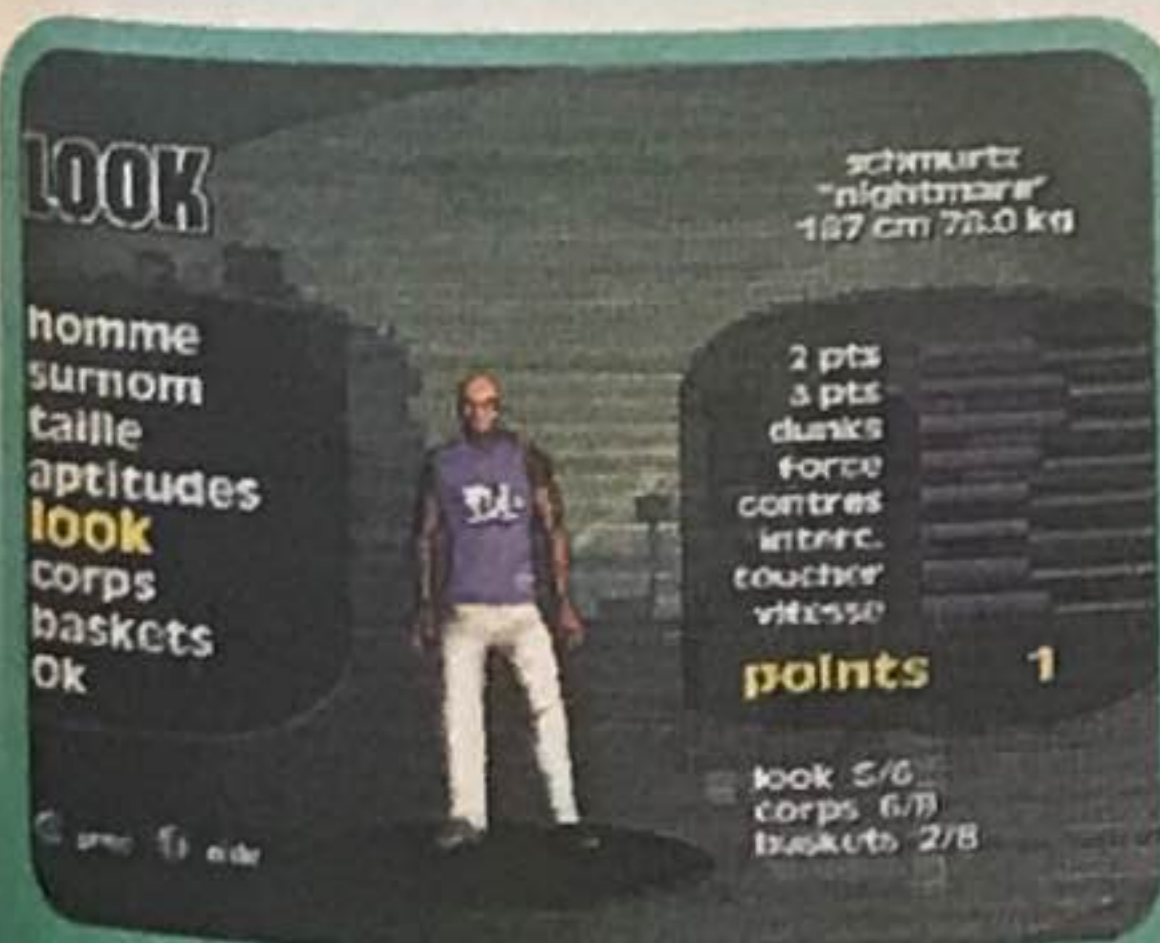 LOOK
schmurtz
"nightmare"
187 cm 78.0 kg
homme
surnom
taille
aptitudes
look
corps
baskets
Ok
2 pts
3 pts
dunks
force
contres
interc.
toucher
vitesse
points 1
look 5/6
corps 6/
baskets 2/8
aide